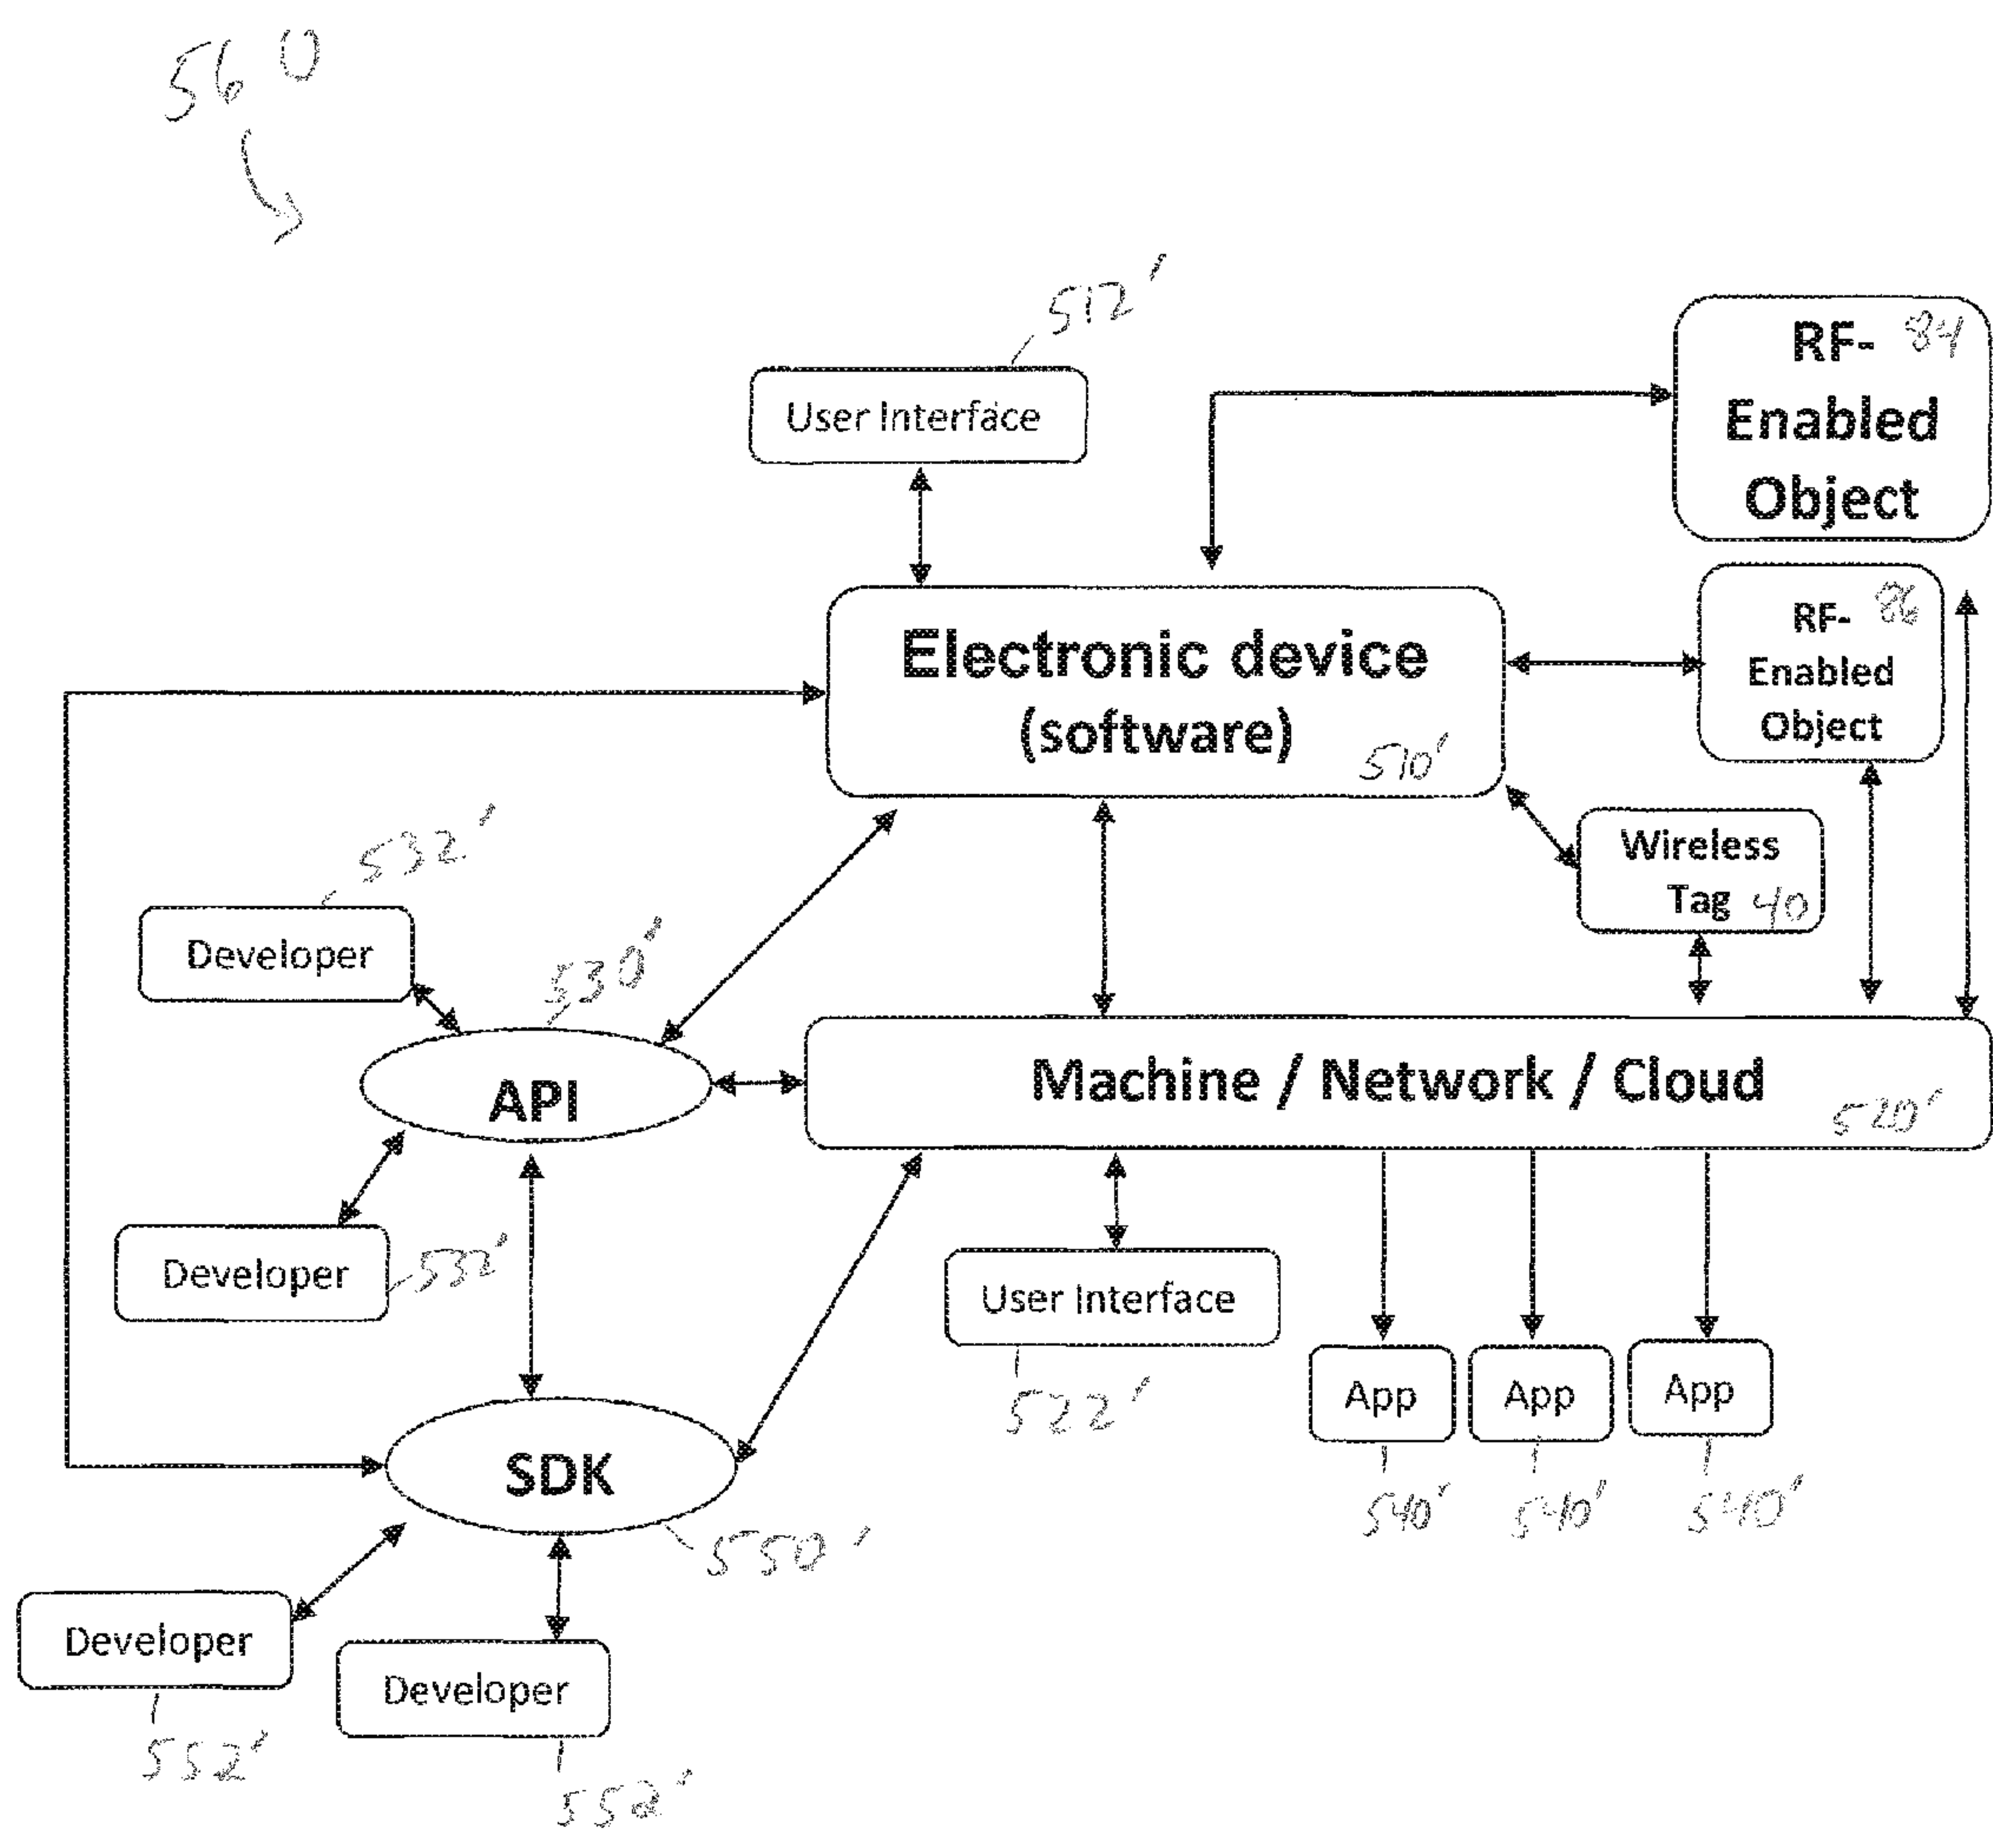 560
512'
RF- 84
Enabled
Object
User Interface
RF- 86
Enabled
Object
Electronic device
(software)
510'
532'
Wireless
Tag 40
Developer
530'
API
Machine / Network / Cloud
520'
Developer
532'
User Interface
522'
App
App
App
540'
540'
540'
SDK
550'
Developer
552'
Developer
552'